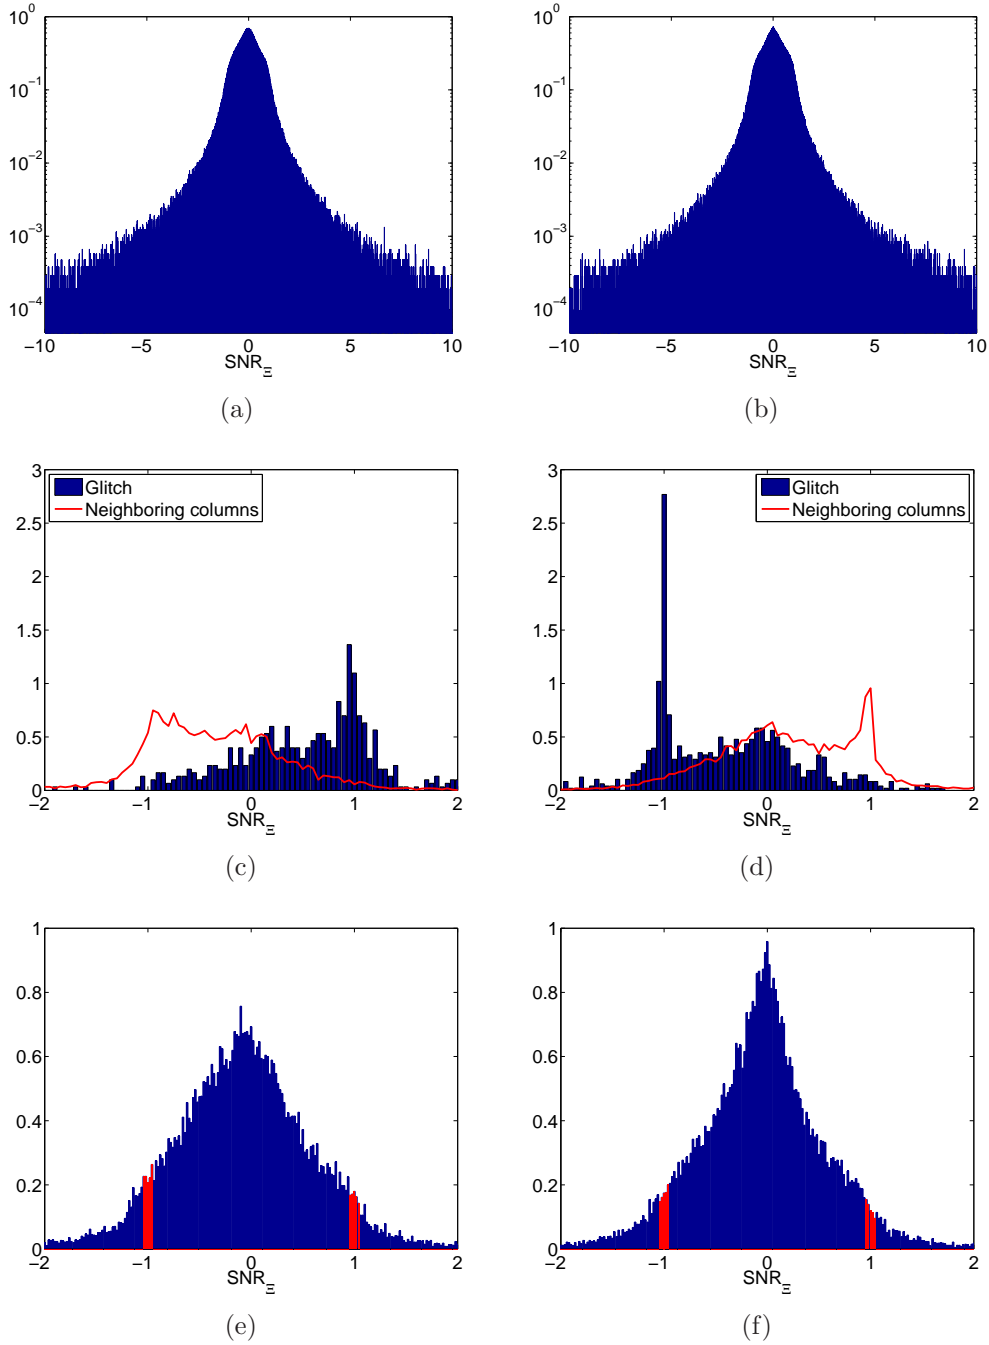 10^0
10^−1
10^−2
10^−3
10^−4
−10 −5 0 5 10
SNR_Ξ
(a)
10^0
10^−1
10^−2
10^−3
10^−4
−10 −5 0 5 10
SNR_Ξ
(b)
3
2.5
2
1.5
1
0.5
0
−2 −1 0 1 2
Glitch
Neighboring columns
SNR_Ξ
(c)
3
2.5
2
1.5
1
0.5
0
−2 −1 0 1 2
Glitch
Neighboring columns
SNR_Ξ
(d)
1
0.8
0.6
0.4
0.2
0
−2 −1 0 1 2
SNR_Ξ
(e)
1
0.8
0.6
0.4
0.2
0
−2 −1 0 1 2
SNR_Ξ
(f)